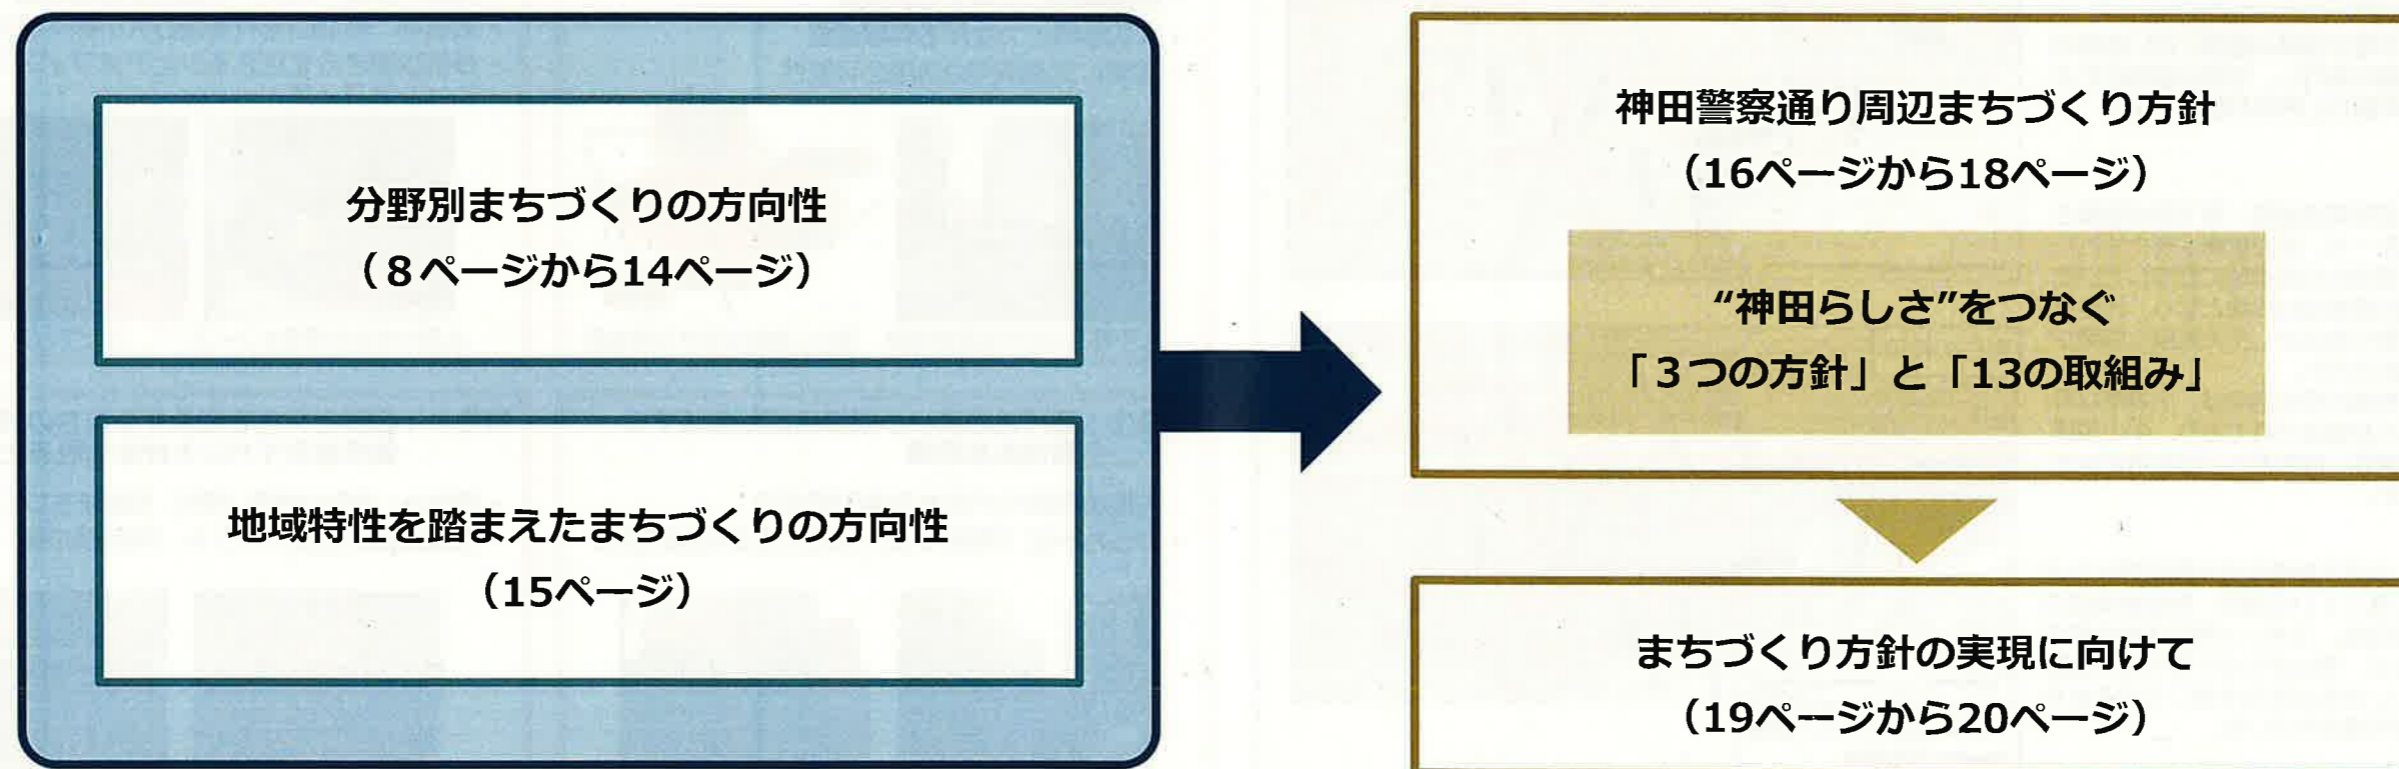 分野別まちづくりの方向性
（８ページから14ページ）
地域特性を踏まえたまちづくりの方向性
（15ページ）
神田警察通り周辺まちづくり方針
（16ページから18ページ）
“神田らしさ”をつなぐ
「３つの方針」と「13の取組み」
まちづくり方針の実現に向けて
（19ページから20ページ）